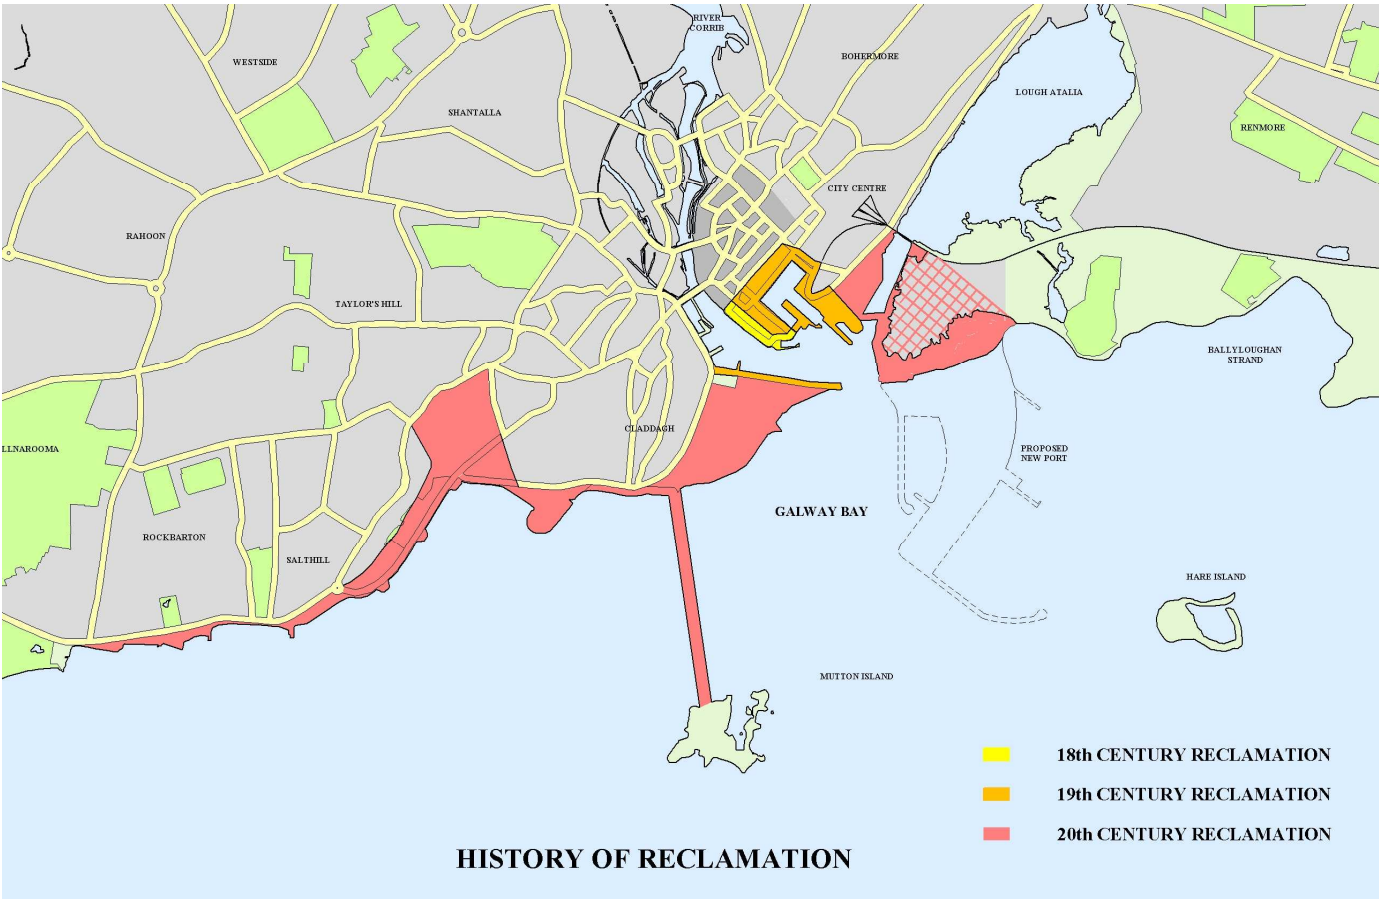 RIVER
CORRIB
WESTSIDE
BOHERMORE
LOUGH ATALIA
SHANTALLA
RENMORE
CITY CENTRE
RAHOON
TAYLOR'S HILL
BALLYLOUGHAN
STRAND
CLADDAGH
LLNAROOMA
PROPOSED
NEW PORT
GALWAY BAY
ROCKBARTON
SALTHILL
HARE ISLAND
MUTTON ISLAND
18th CENTURY RECLAMATION
19th CENTURY RECLAMATION
20th CENTURY RECLAMATION
HISTORY OF RECLAMATION